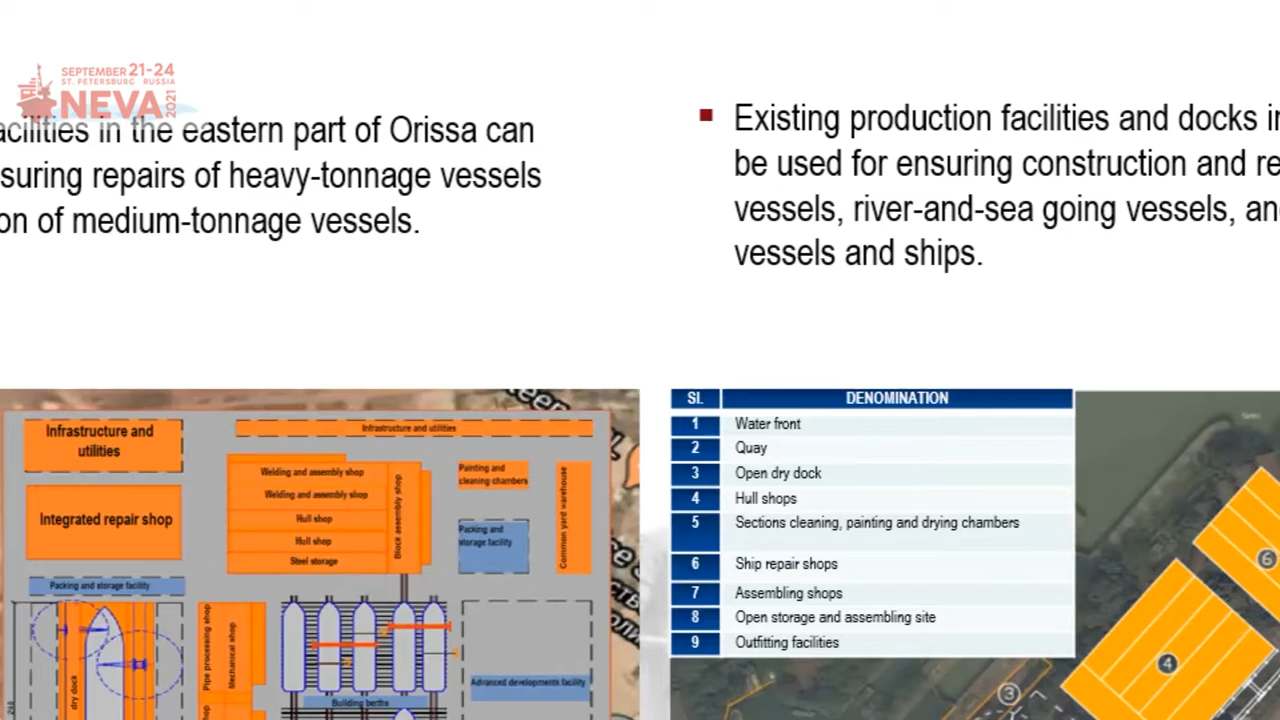 SEPTEMBER 21-24
ST. PETERSBURG RUSSIA
NEVA 2021
acilities in the eastern part of Orissa can
suring repairs of heavy-tonnage vessels
on of medium-tonnage vessels.
Existing production facilities and docks in
be used for ensuring construction and re
vessels, river-and-sea going vessels, an
vessels and ships.
Infrastructure and
utilities
Infrastructure and utilities
Integrated repair shop
Welding and assembly shop
Welding and assembly shop
Hull shop
Hull shop
Steel storage
Block assembly shop
Painting and
cleaning chambers
Packing and
storage facility
Common yard warehouse
Packing and storage facility
dry dock
Pipe processing shop
Mechanical shop
Building berths
Advanced developments facility
Sl. DENOMINATION
1 Water front
2 Quay
3 Open dry dock
4 Hull shops
5 Sections cleaning, painting and drying chambers
6 Ship repair shops
7 Assembling shops
8 Open storage and assembling site
9 Outfitting facilities
6
4
3